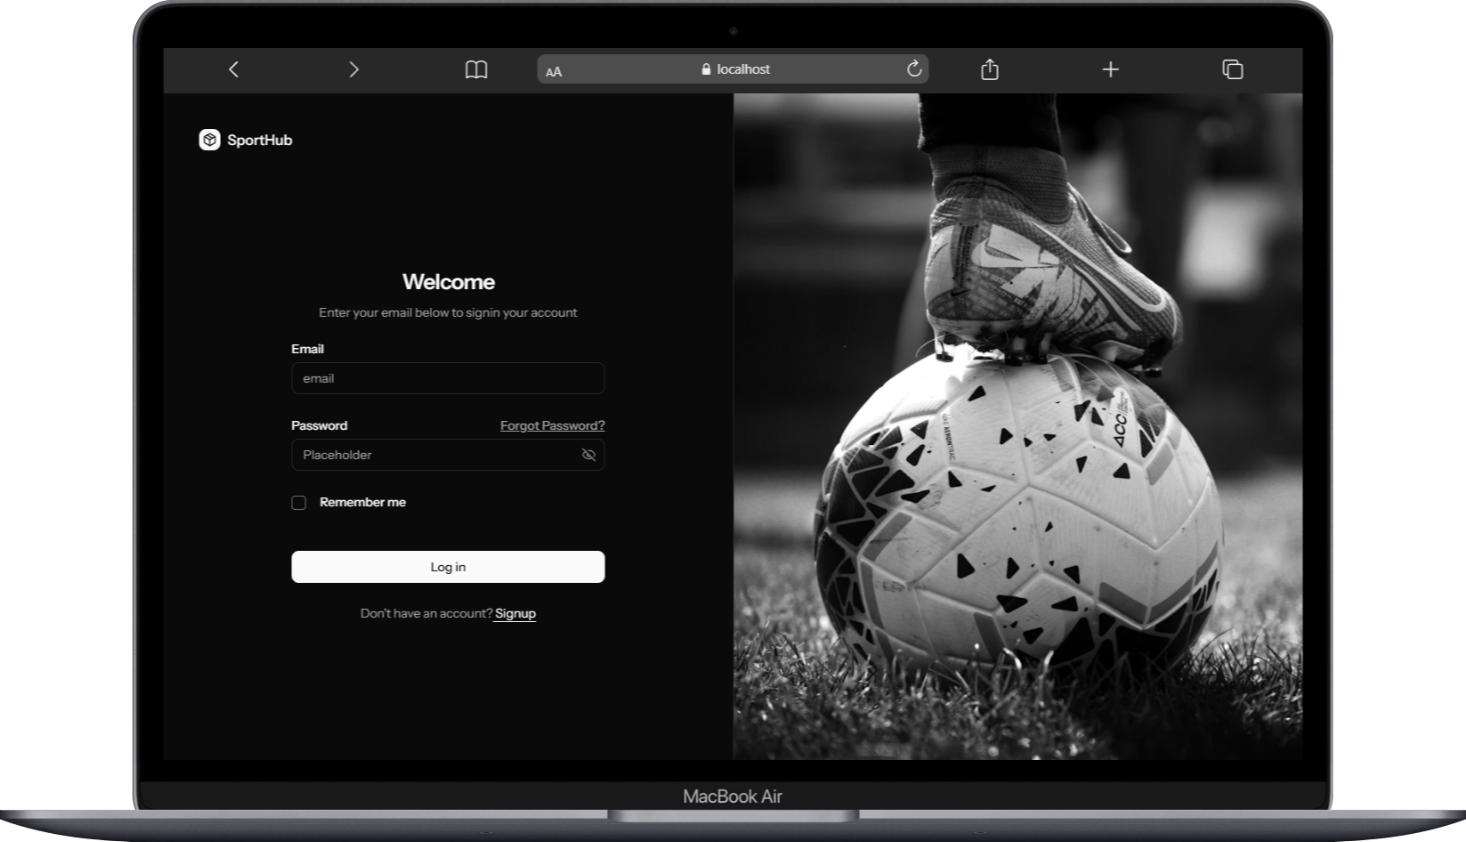 AA
localhost
SportHub
Welcome
Enter your email below to signin your account
Email
email
Password
Forgot Password?
Placeholder
Remember me
Log in
Don't have an account? Signup
ACC
MacBook Air